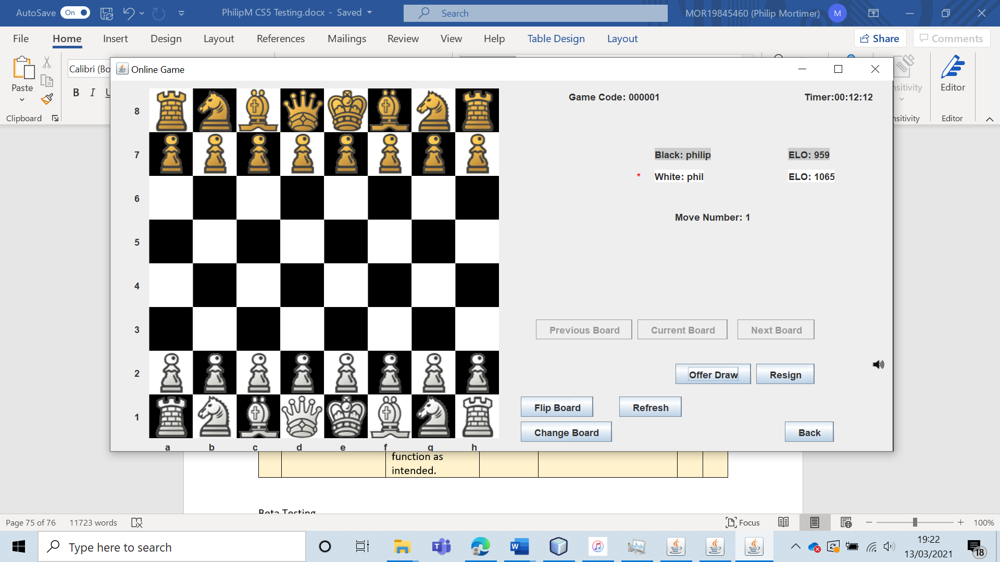 AutoSave On PhilipM CS5 Testing.docx - Saved Search MOR19845460 (Philip Mortimer) M
File Home Insert Design Layout References Mailings Review View Help Table Design Layout Share Comments
Calibri (Bo
Paste
B I U
Clipboard
nsitivity Editor
nsitivity Editor
Online Game
Game Code: 000001 Timer:00:12:12
8
7
6
5
4
3
2
1
a b c d e f g h
Black: philip ELO: 959
* White: phil ELO: 1065
Move Number: 1
Previous Board Current Board Next Board
Offer Draw Resign
Flip Board Refresh
Change Board Back
function as
intended.
Beta Testing
Page 75 of 76 11723 words Focus 100%
Type here to search
19:22
13/03/2021
18